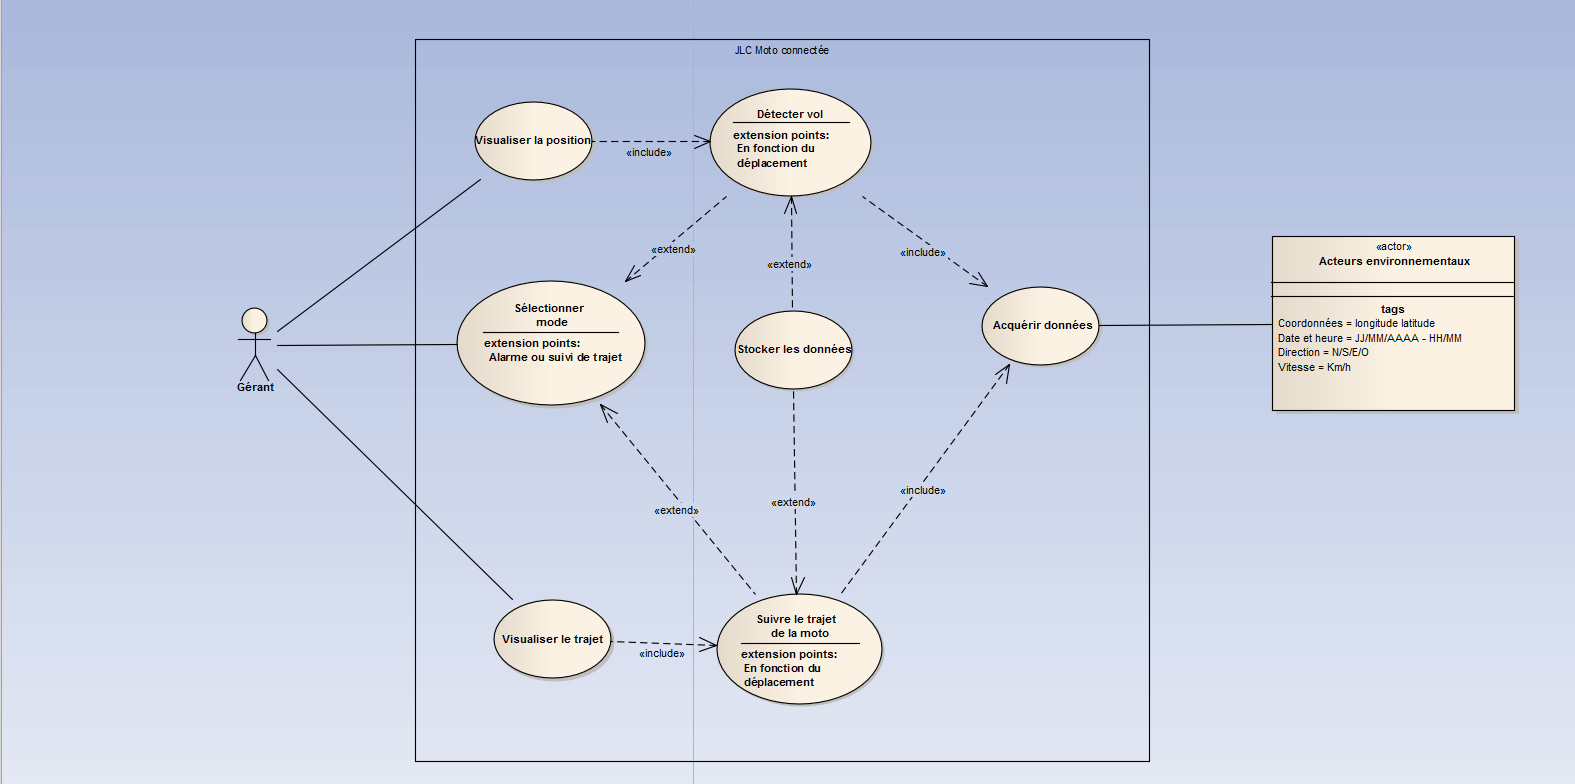 JLC Moto connectée
Visualiser la position
«include»
Détecter vol
extension points:
En fonction du
déplacement
«extend»
«extend»
«include»
«actor»
Acteurs environnementaux
tags
Coordonnées = longitude latitude
Date et heure = JJ/MM/AAAA - HH/MM
Direction = N/S/E/O
Vitesse = Km/h
Gérant
Sélectionner
mode
extension points:
Alarme ou suivi de trajet
Stocker les données
Acquérir données
«extend»
«extend»
«include»
Visualiser le trajet
«include»
Suivre le trajet
de la moto
extension points:
En fonction du
déplacement